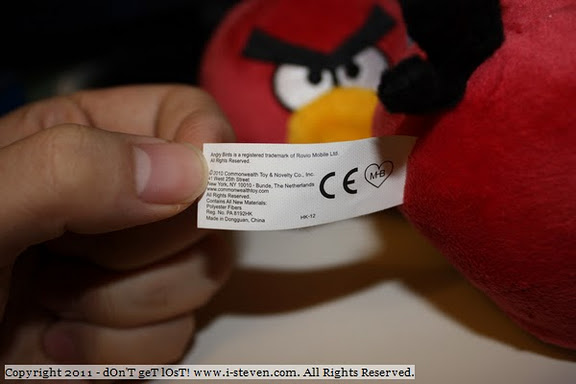 Angry Birds is a registered trademark of Rovio Mobile Ltd.
All Rights Reserved.
©2010 Commonwealth Toy & Novelty Co., Inc.
West 25th Street
New York, NY 10010 - Bunde, The Netherlands
www.commonwealthtoy.com
All Rights Reserved.
Contains All New Materials:
Polyester Fibers
Reg. No. PA 8192HK
Made in Dongguan, China
HK-12
CE
M-B
Copyright 2011 - dOn'T geT lOsT! www.i-steven.com. All Rights Reserved.